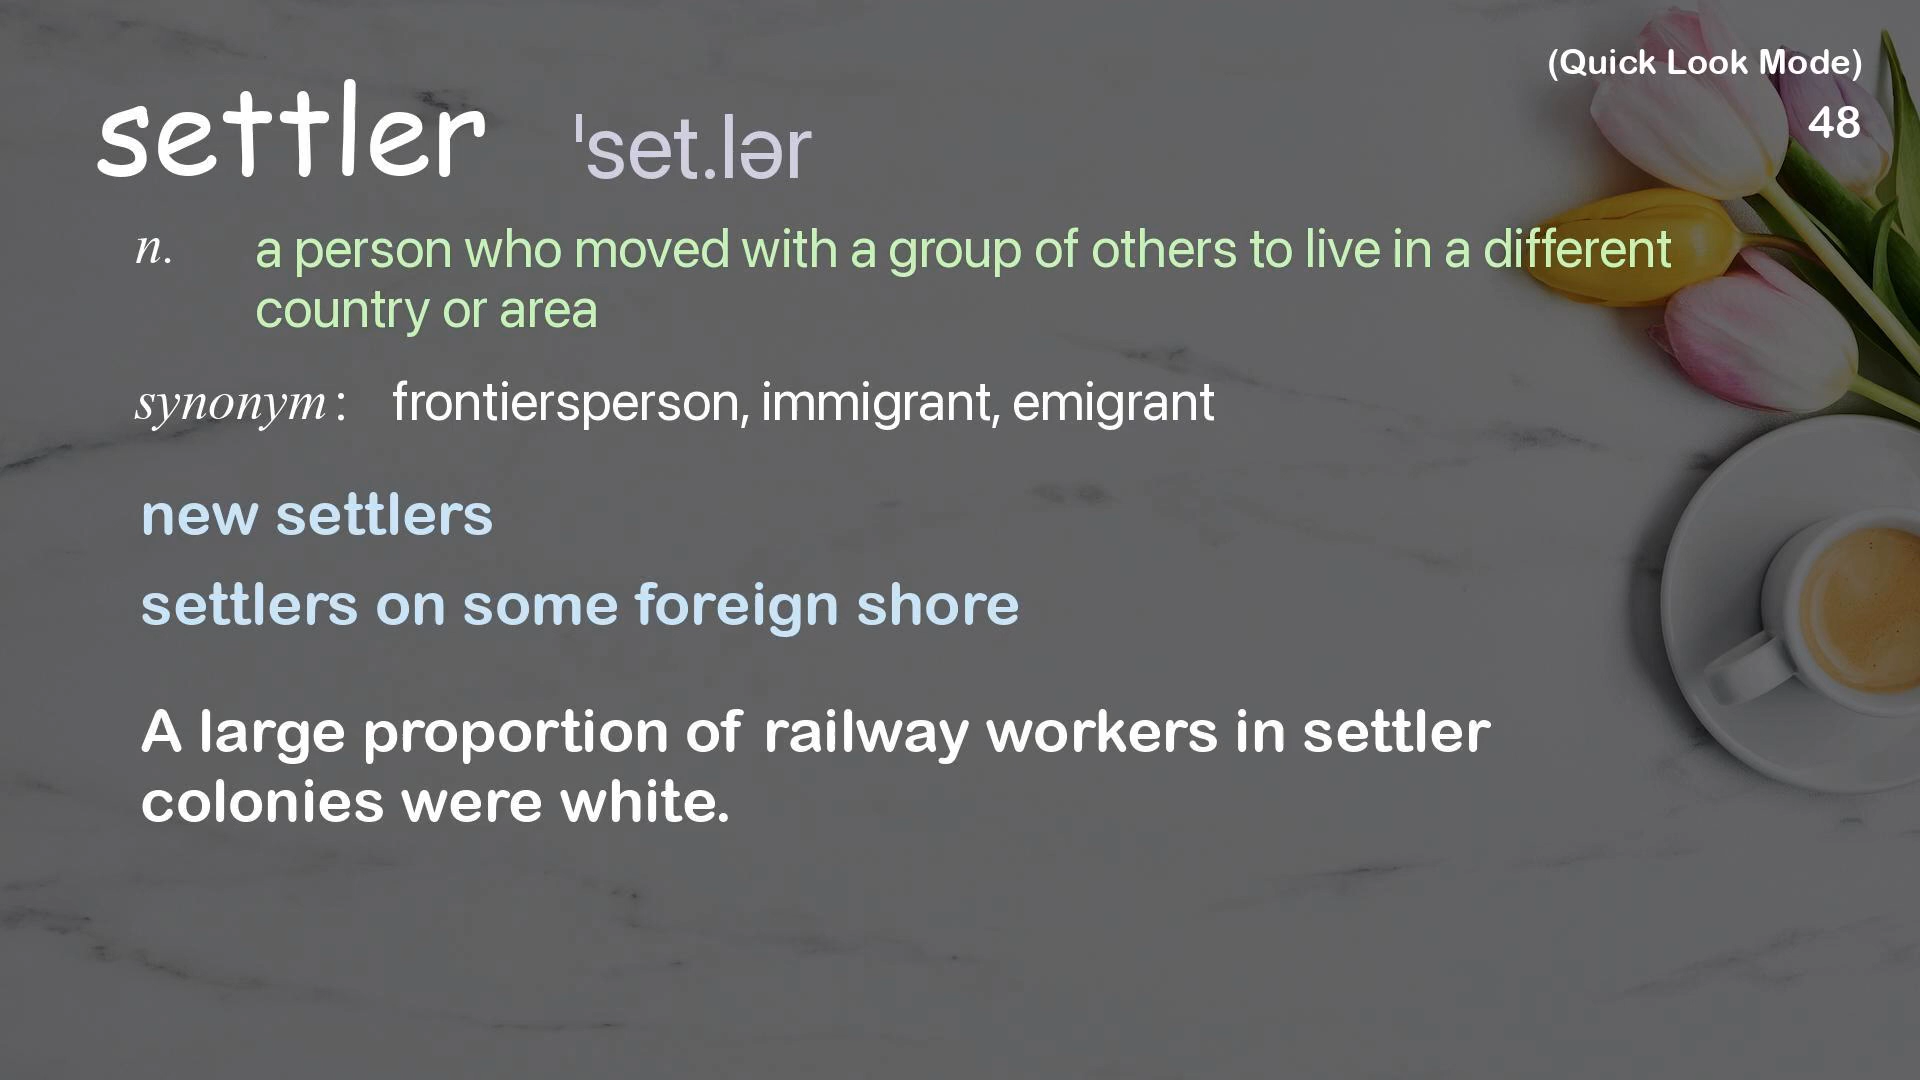 (Quick Look Mode)
48
settler ˈset.lər
n. a person who moved with a group of others to live in a different
country or area
synonym: frontiersperson, immigrant, emigrant
new settlers
settlers on some foreign shore
A large proportion of railway workers in settler
colonies were white.